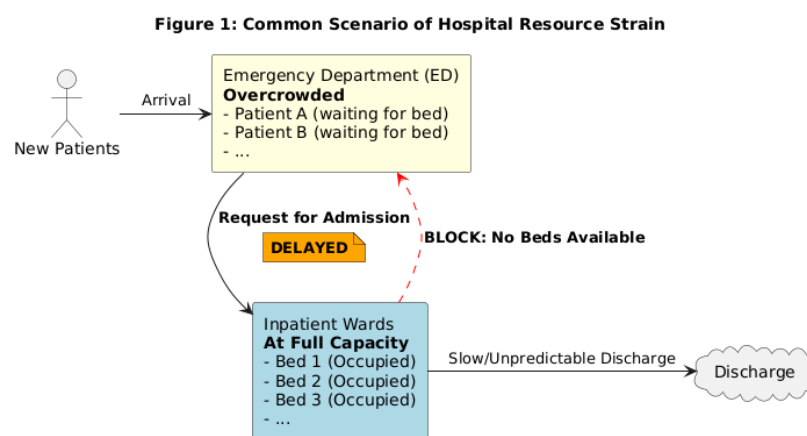 Figure 1: Common Scenario of Hospital Resource Strain
Emergency Department (ED)
Overcrowded
- Patient A (waiting for bed)
- Patient B (waiting for bed)
- ...
Arrival
New Patients
Request for Admission
DELAYED
BLOCK: No Beds Available
Inpatient Wards
At Full Capacity
- Bed 1 (Occupied)
- Bed 2 (Occupied)
- Bed 3 (Occupied)
- ...
Slow/Unpredictable Discharge
Discharge